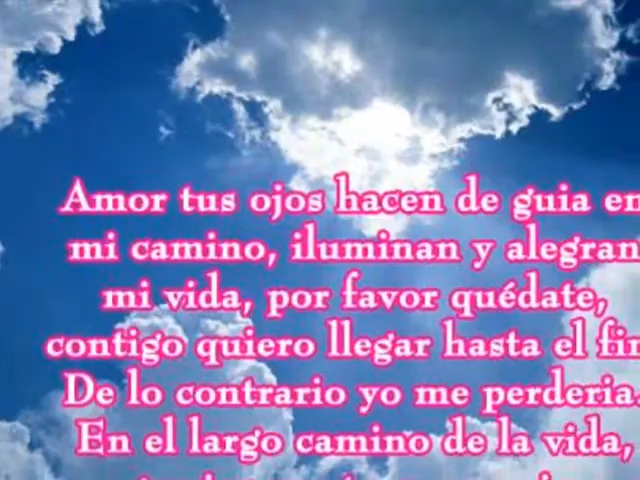 Amor tus ojos hacen de guia en
mi camino, iluminan y alegran
mi vida, por favor quédate,
contigo quiero llegar hasta el fin
De lo contrario yo me perderia.
En el largo camino de la vida,